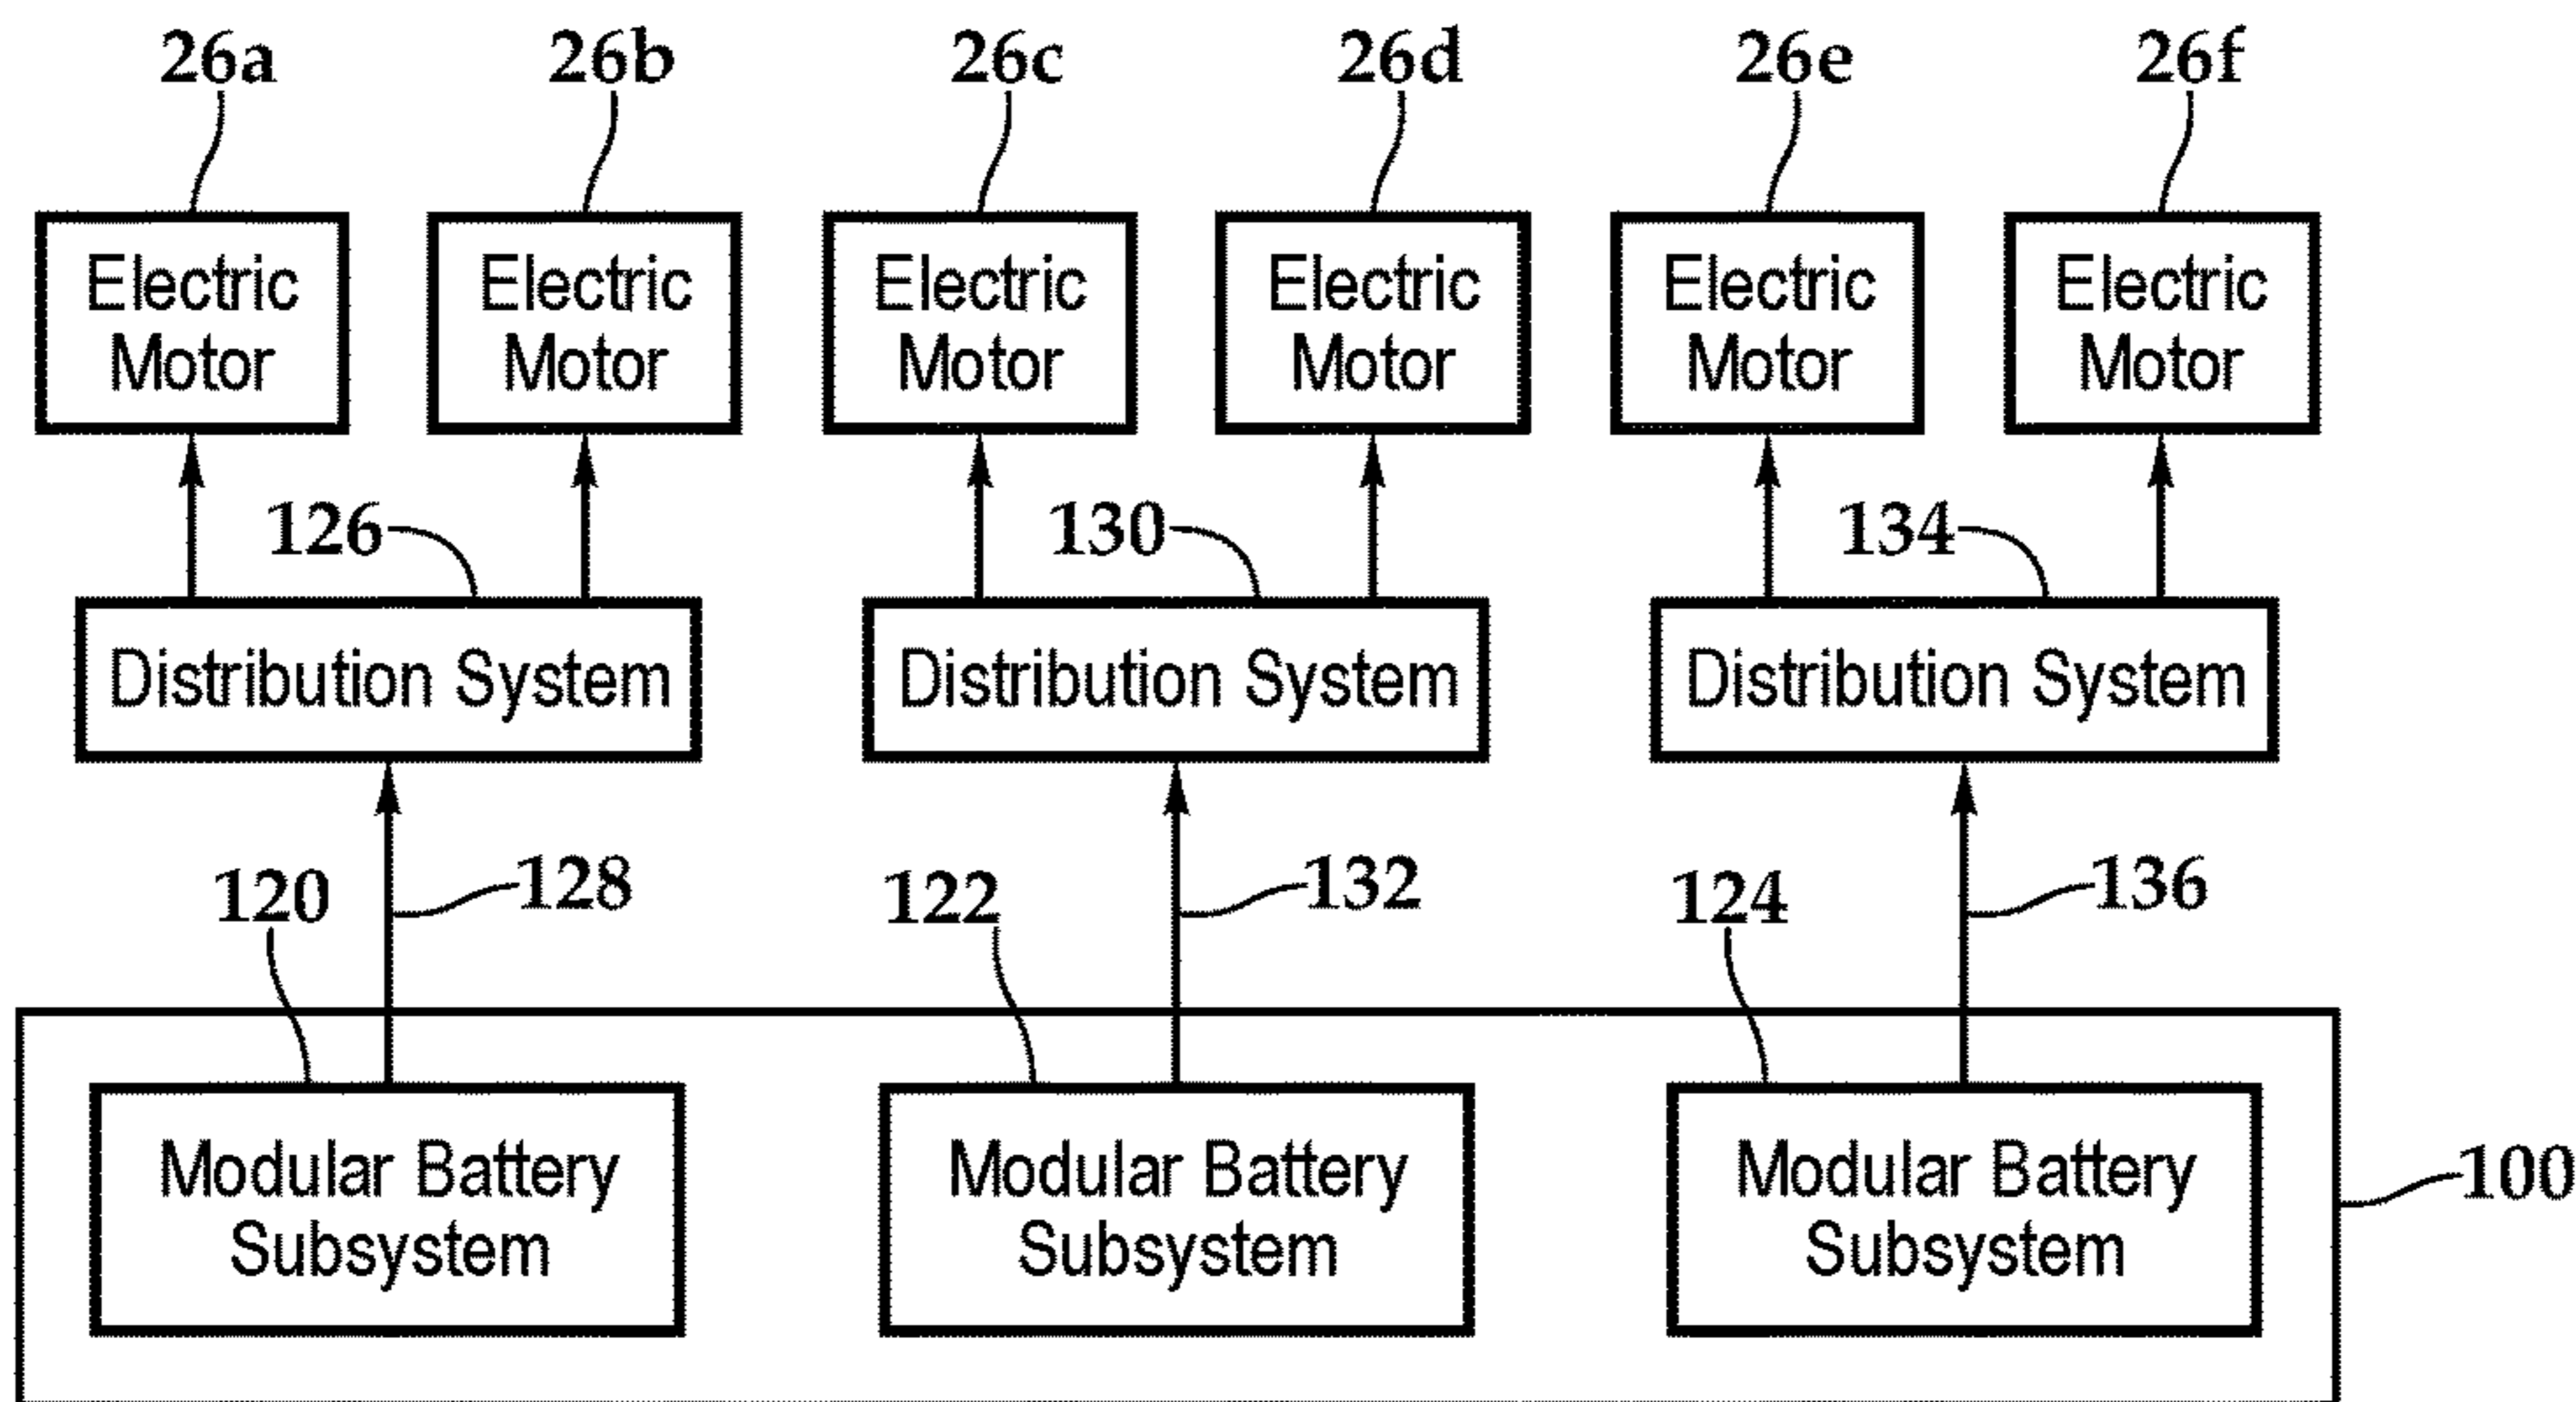 26a 26b 26c 26d 26e 26f
Electric Motor
Electric Motor
Electric Motor
Electric Motor
Electric Motor
Electric Motor
126 130 134
Distribution System Distribution System Distribution System
128 132 136
120 122 124
Modular Battery
Subsystem
Modular Battery
Subsystem
Modular Battery
Subsystem
100